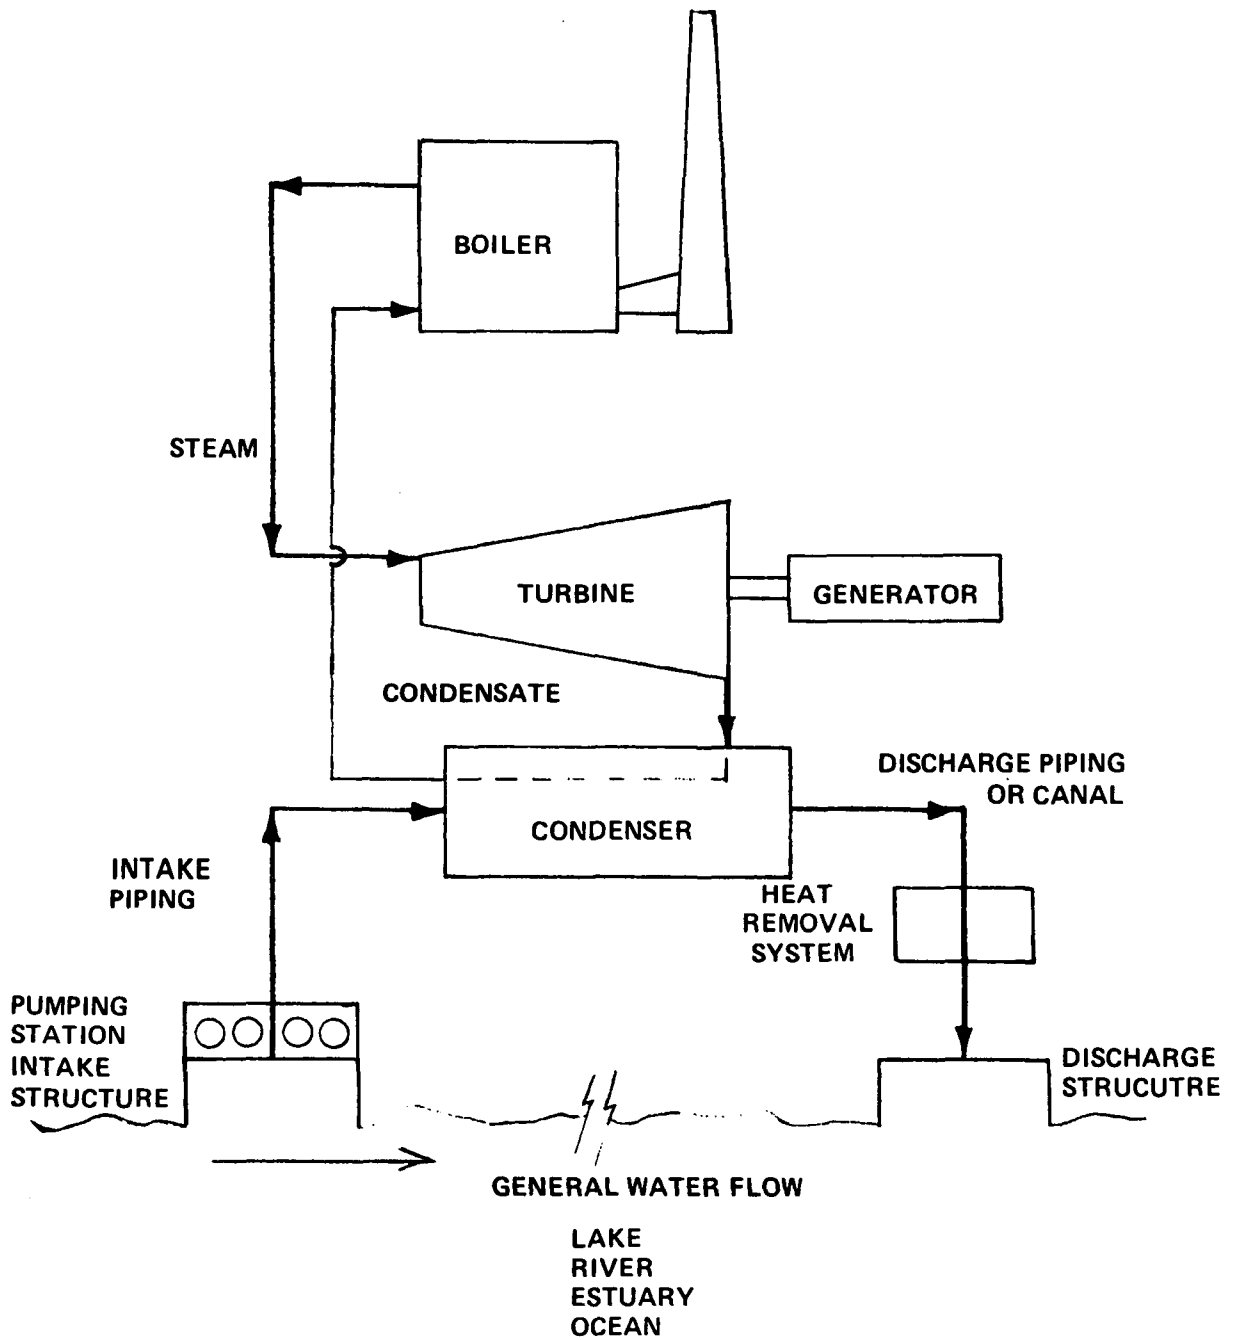 BOILER
STEAM
TURBINE
GENERATOR
CONDENSATE
DISCHARGE PIPING
OR CANAL
CONDENSER
INTAKE
PIPING
HEAT
REMOVAL
SYSTEM
PUMPING
STATION
INTAKE
STRUCTURE
DISCHARGE
STRUCUTRE
GENERAL WATER FLOW
LAKE
RIVER
ESTUARY
OCEAN